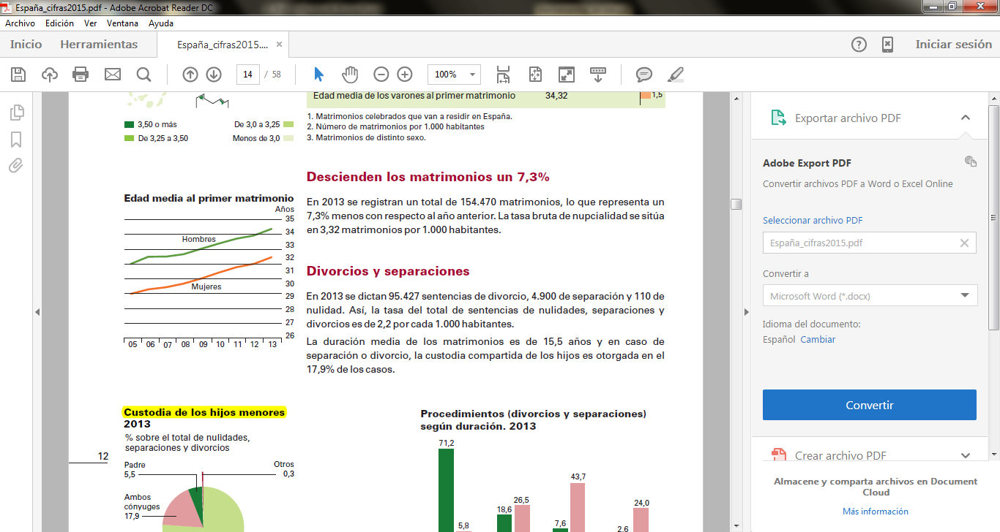 España_cifras2015.pdf - Adobe Acrobat Reader DC
Archivo Edición Ver Ventana Ayuda
Inicio Herramientas España_cifras2015.... × Iniciar sesión
14 / 58 100%
Edad media de los varones al primer matrimonio 34,32 1,5
3,50 o más De 3,0 a 3,25
De 3,25 a 3,50 Menos de 3,0
1. Matrimonios celebrados que van a residir en España.
2. Número de matrimonios por 1.000 habitantes
3. Matrimonios de distinto sexo.
Descienden los matrimonios un 7,3%
En 2013 se registran un total de 154.470 matrimonios, lo que representa un
7,3% menos con respecto al año anterior. La tasa bruta de nupcialidad se sitúa
en 3,32 matrimonios por 1.000 habitantes.
Edad media al primer matrimonio
Años
35
34
Hombres
33
32
31
30
Mujeres
29
28
27
26
05 06 07 08 09 10 11 12 13
Divorcios y separaciones
En 2013 se dictan 95.427 sentencias de divorcio, 4.900 de separación y 110 de
nulidad. Así, la tasa del total de sentencias de nulidades, separaciones y
divorcios es de 2,2 por cada 1.000 habitantes.
La duración media de los matrimonios es de 15,5 años y en caso de
separación o divorcio, la custodia compartida de los hijos es otorgada en el
17,9% de los casos.
Custodia de los hijos menores
2013
% sobre el total de nulidades,
separaciones y divorcios
12
Padre
5,5
Otros
0,3
Ambos
cónyuges
17,9
Procedimientos (divorcios y separaciones)
según duración. 2013
71,2
5,8
18,6
26,5
7,6
43,7
2,6
24,0
Exportar archivo PDF
Adobe Export PDF
Convertir archivos PDF a Word o Excel Online
Seleccionar archivo PDF
España_cifras2015.pdf
Convertir a
Microsoft Word (*.docx)
Idioma del documento:
Español Cambiar
Convertir
Crear archivo PDF
Almacene y comparta archivos en Document
Cloud
Más información